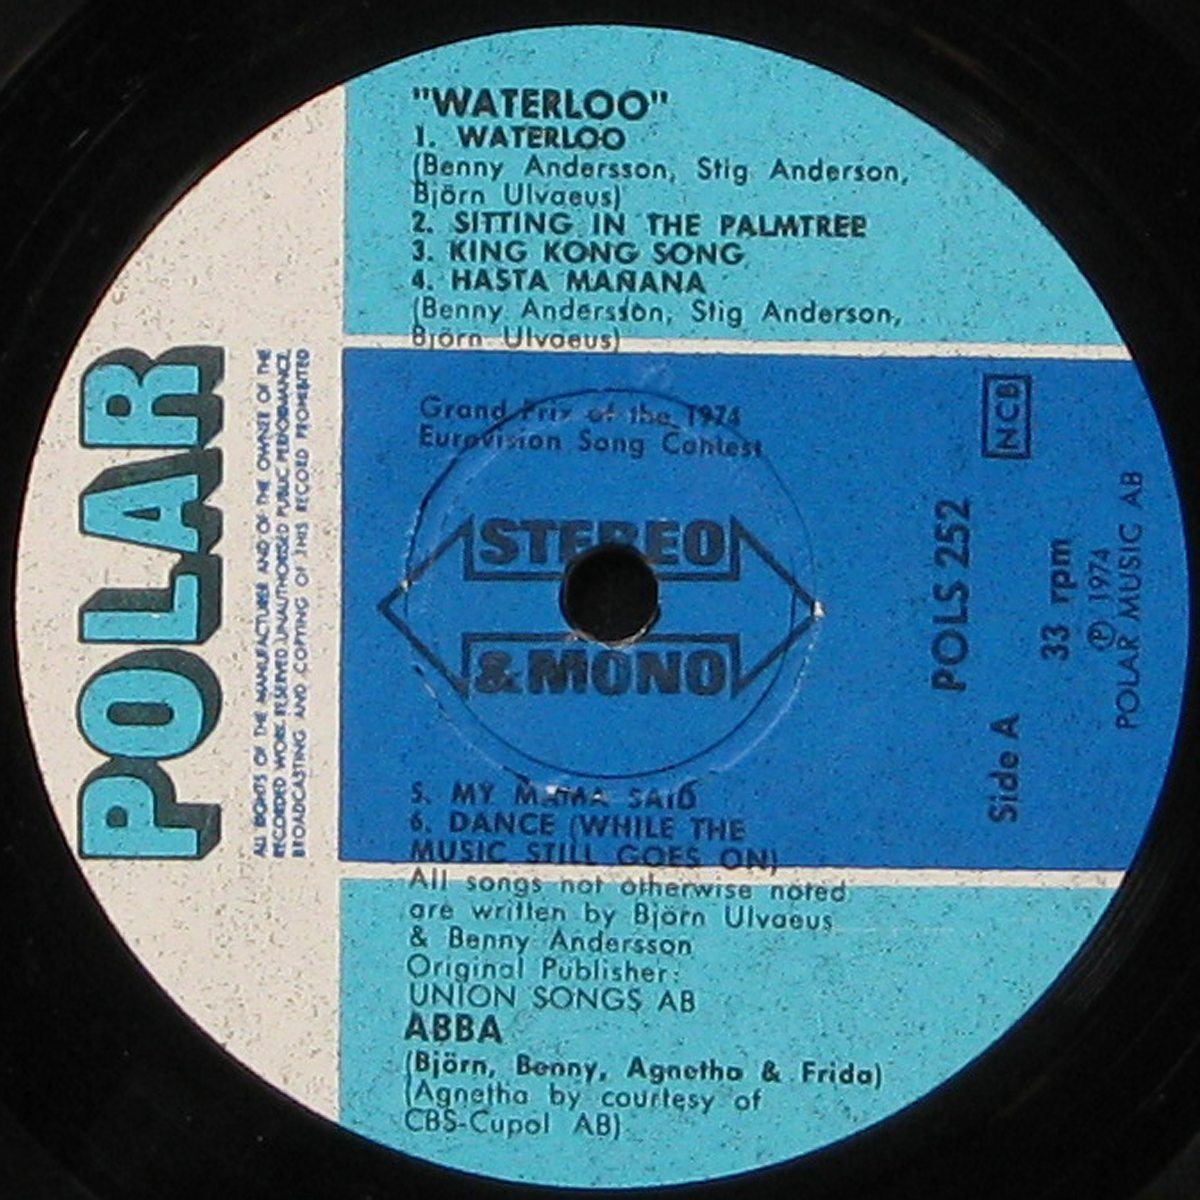 "WATERLOO"
1. WATERLOO
(Benny Andersson, Stig Anderson,
Björn Ulvaeus)
2. SITTING IN THE PALMTREE
3. KING KONG SONG
4. HASTA MAÑANA
(Benny Andersson, Stig Anderson,
Björn Ulvaeus)
Grand Prix of the 1974
Eurovision Song Contest
STEREO
& MONO
5. MY MAMA SAID
6. DANCE (WHILE THE
MUSIC STILL GOES ON)
All songs not otherwise noted
are written by Björn Ulvaeus
& Benny Andersson
Original Publisher:
UNION SONGS AB
ABBA
(Björn, Benny, Agnetha & Frida)
(Agnetha by courtesy of
CBS-Cupol AB)
POLAR
ALL RIGHTS OF THE MANUFACTURER AND OF THE OWNER OF THE
RECORDED WORK RESERVED. UNAUTHORISED PUBLIC PERFORMANCE,
BROADCASTING AND COPYING OF THIS RECORD PROHIBITED
NCB
POLS 252
Side A
33 rpm
Ⓟ 1974
POLAR MUSIC AB